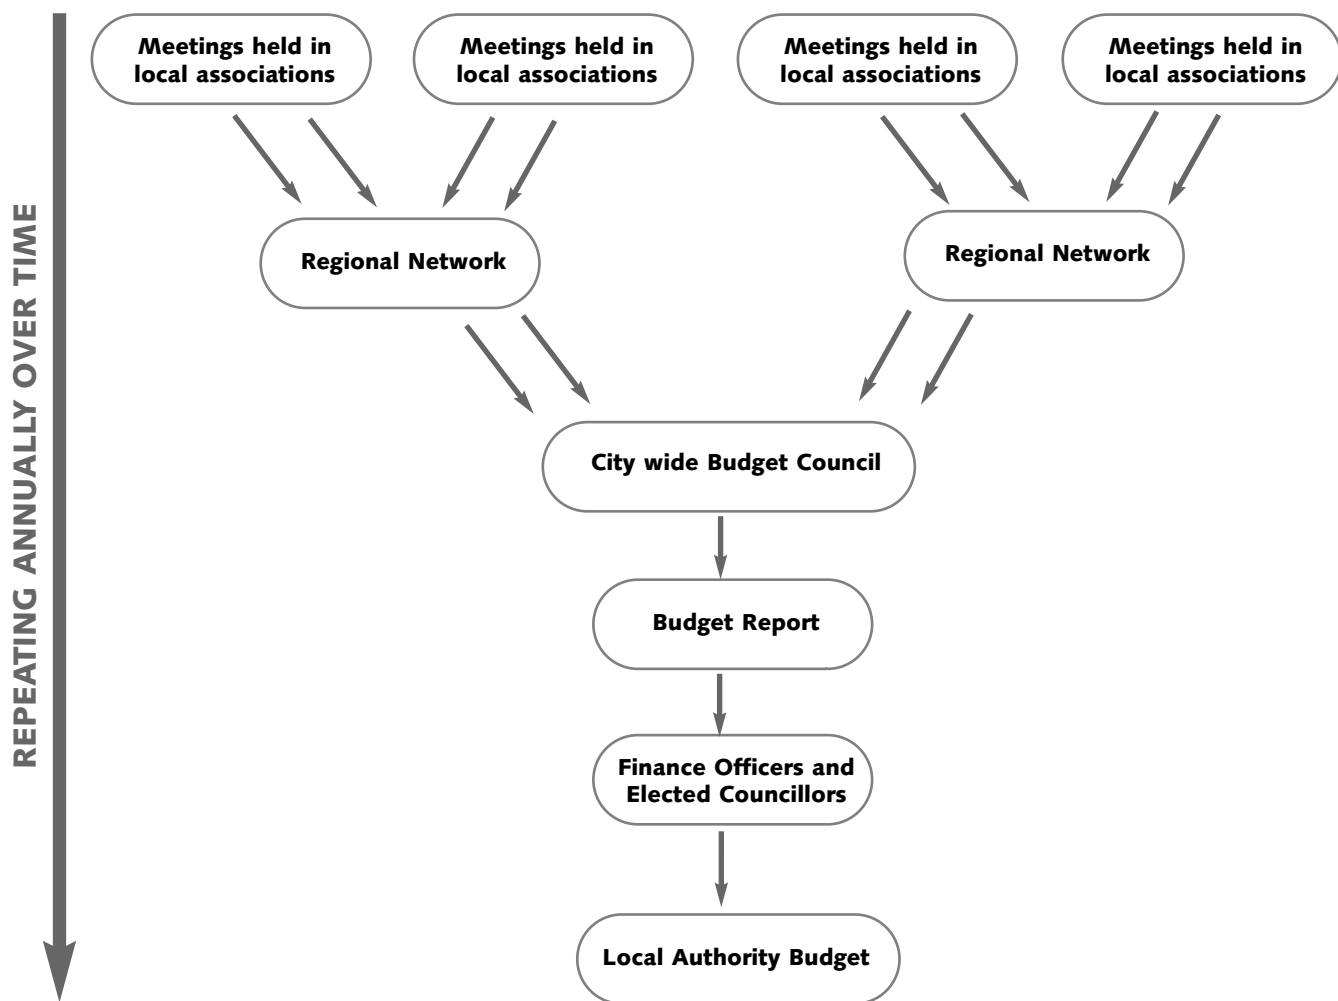 Meetings held in
local associations
Meetings held in
local associations
Meetings held in
local associations
Meetings held in
local associations
REPEATING ANNUALLY OVER TIME
Regional Network
Regional Network
City wide Budget Council
Budget Report
Finance Officers and
Elected Councillors
Local Authority Budget